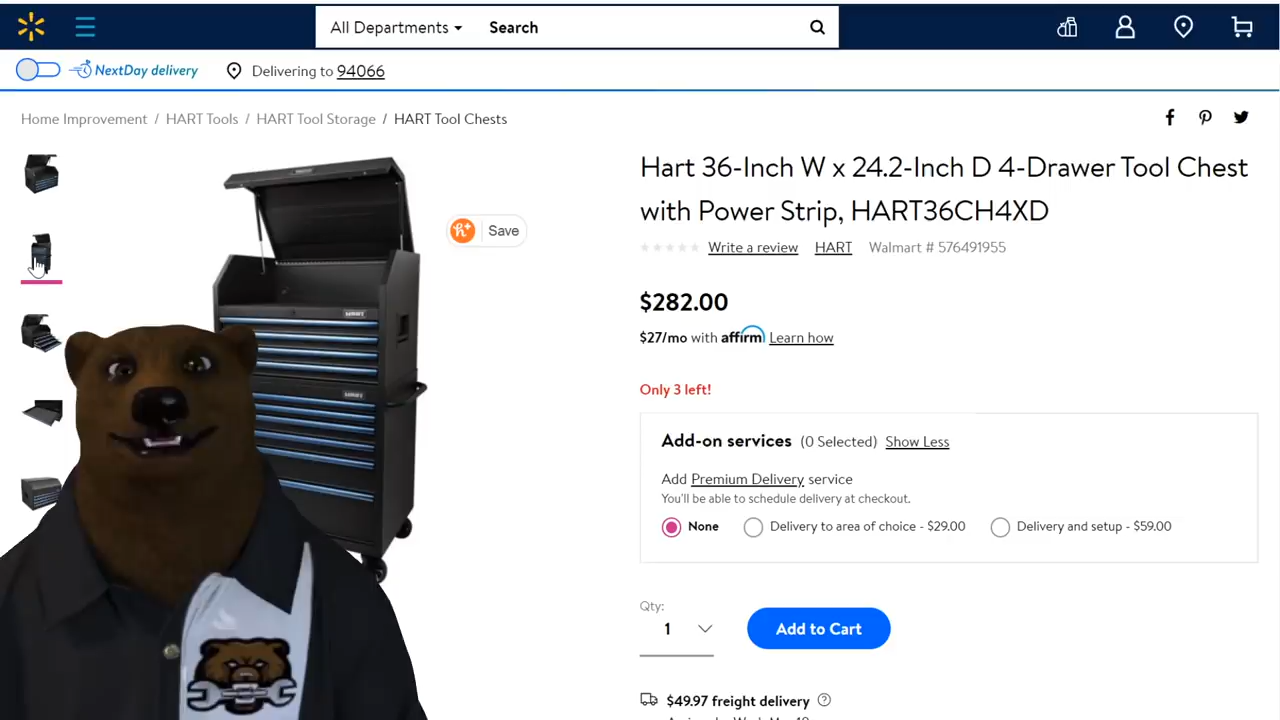 All Departments Search
NextDay delivery Delivering to 94066
Home Improvement / HART Tools / HART Tool Storage / HART Tool Chests
Hart 36-Inch W x 24.2-Inch D 4-Drawer Tool Chest
with Power Strip, HART36CH4XD
Save
Write a review HART Walmart # 576491955
$282.00
$27/mo with affirm Learn how
HART
Only 3 left!
HART
Add-on services (0 Selected) Show Less
Add Premium Delivery service
You'll be able to schedule delivery at checkout.
None Delivery to area of choice - $29.00 Delivery and setup - $59.00
Qty:
1 Add to Cart
$49.97 freight delivery